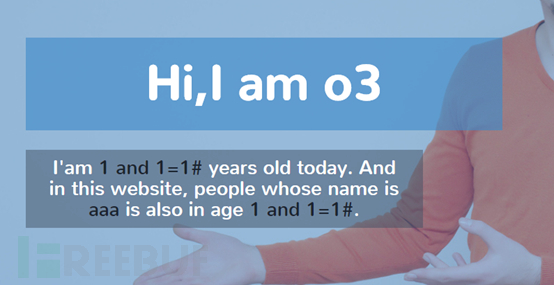 Hi,I am o3
I'am 1 and 1=1# years old today. And
in this website, people whose name is
aaa is also in age 1 and 1=1#.
FREEBUF